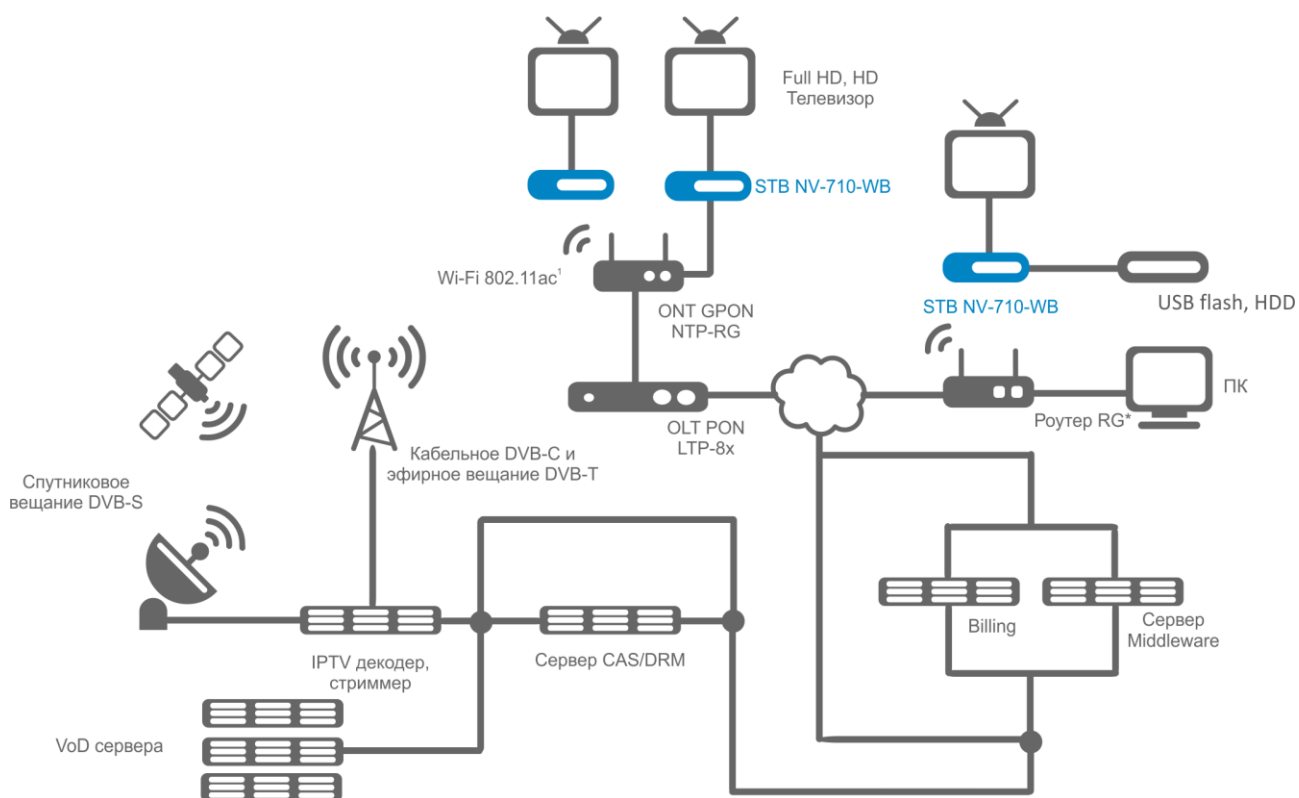 Full HD, HD
Телевизор
STB NV-710-WB
Wi-Fi 802.11ac¹
ONT GPON
NTP-RG
STB NV-710-WB
USB flash, HDD
ПК
Роутер RG*
OLT PON
LTP-8x
Кабельное DVB-C и
эфирное вещание DVB-T
Спутниковое
вещание DVB-S
IPTV декодер,
стриммер
Сервер CAS/DRM
Billing
Сервер
Middleware
VoD сервера